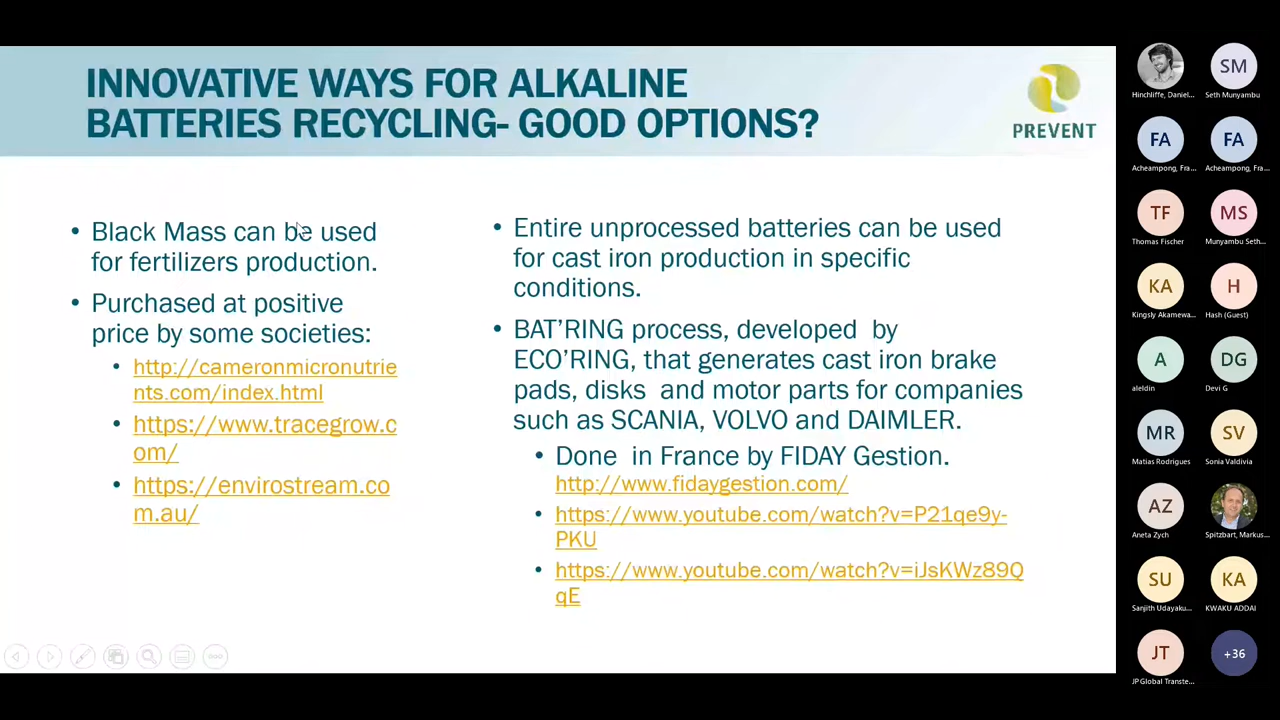 INNOVATIVE WAYS FOR ALKALINE
BATTERIES RECYCLING- GOOD OPTIONS?
PREVENT
• Black Mass can be used
for fertilizers production.
• Purchased at positive
price by some societies:
• http://cameronmicronutrie
nts.com/index.html
• https://www.tracegrow.c
om/
• https://envirostream.co
m.au/
• Entire unprocessed batteries can be used
for cast iron production in specific
conditions.
• BAT’RING process, developed by
ECO’RING, that generates cast iron brake
pads, disks and motor parts for companies
such as SCANIA, VOLVO and DAIMLER.
• Done in France by FIDAY Gestion.
http://www.fidaygestion.com/
• https://www.youtube.com/watch?v=P21qe9y-
PKU
• https://www.youtube.com/watch?v=iJsKWz89Q
qE
SM
Hinchliffe, Daniel...
Seth Munyambu
FA
FA
Acheampong, Fra...
Acheampong, Fra...
TF
MS
Thomas Fischer
Munyambu Seth...
KA
H
Kingsly Akamewa...
Hash (Guest)
A
DG
aleldin
Devi G
MR
SV
Matias Rodrigues
Sonia Valdivia
AZ
Aneta Zych
Spitzbart, Markus...
SU
KA
Sanjith Udayaku...
KWAKU ADDAI
JT
+36
JP Global Transte...